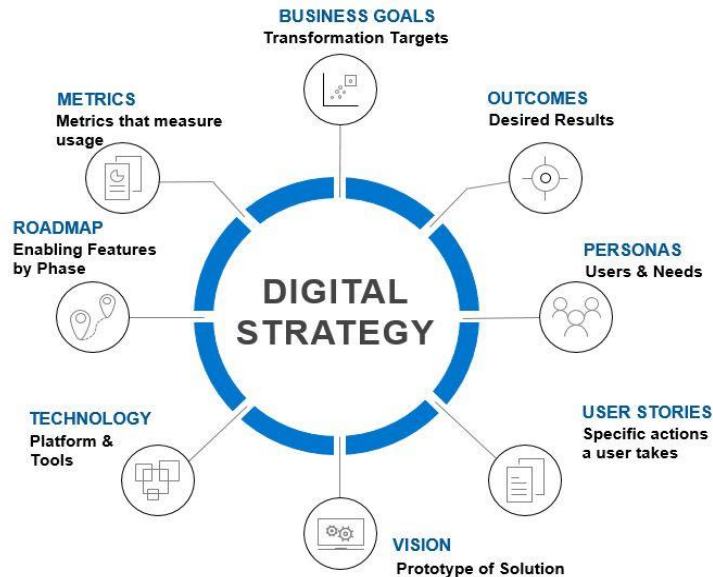 BUSINESS GOALS
Transformation Targets
METRICS
Metrics that measure
usage
OUTCOMES
Desired Results
ROADMAP
Enabling Features
by Phase
PERSONAS
Users & Needs
DIGITAL
STRATEGY
TECHNOLOGY
Platform &
Tools
USER STORIES
Specific actions
a user takes
VISION
Prototype of Solution